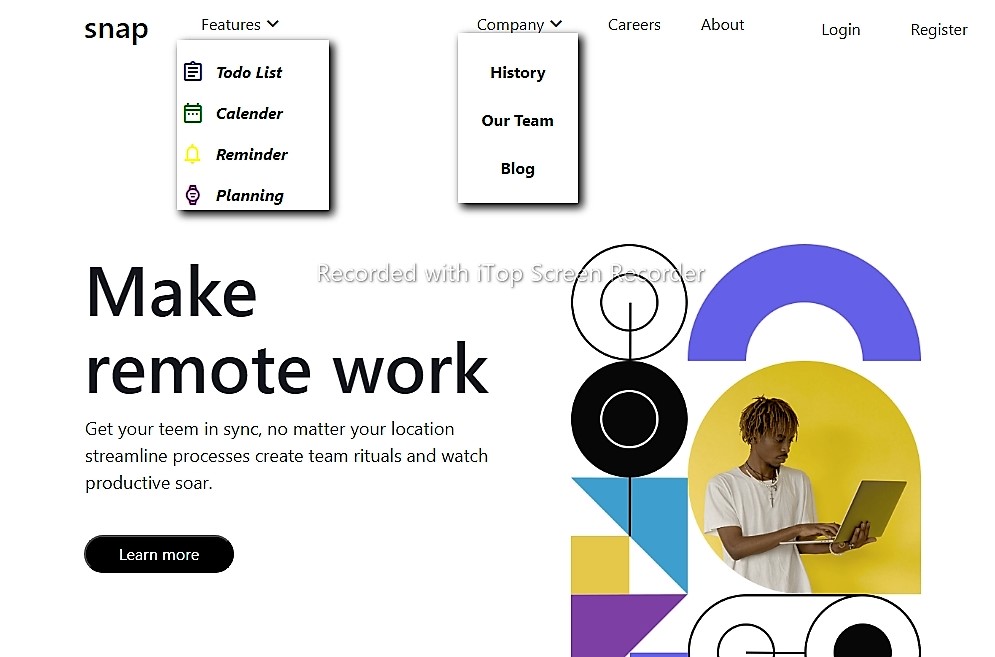 snap
Features
Company
Careers
About
Login
Register
Todo List
Calender
Reminder
Planning
History
Our Team
Blog
Recorded with iTop Screen Recorder
Make
remote work
Get your teem in sync, no matter your location
streamline processes create team rituals and watch
productive soar.
Learn more